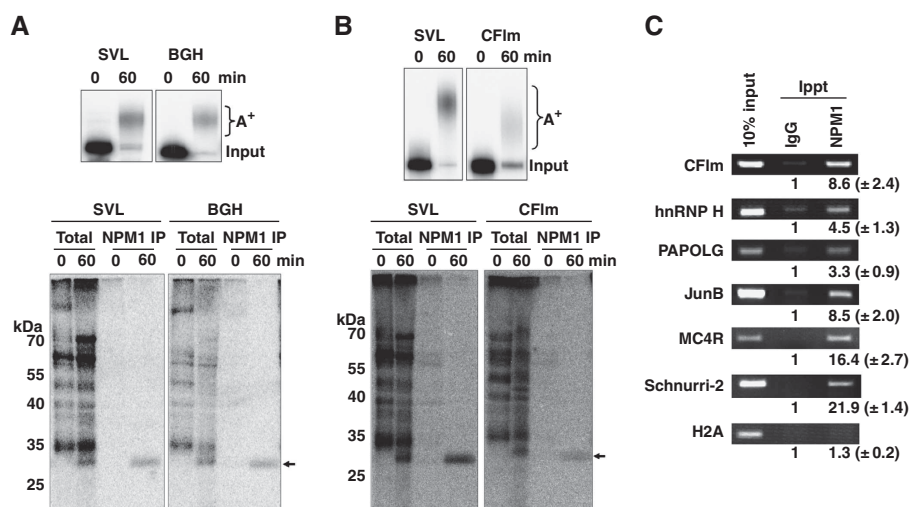 A
SVL BGH
0 60 0 60 min
A+
Input
SVL BGH
Total NPM1 IP Total NPM1 IP
0 60 0 60 0 60 0 60 min
kDa
70
55
40
35
25
B
SVL CFIm
0 60 0 60 min
A+
Input
SVL CFIm
Total NPM1 IP Total NPM1 IP
0 60 0 60 0 60 0 60 min
kDa
70
55
40
35
25
C
10% input
Ippt
IgG
NPM1
CFIm
1 8.6 (± 2.4)
hnRNP H
1 4.5 (± 1.3)
PAPOLG
1 3.3 (± 0.9)
JunB
1 8.5 (± 2.0)
MC4R
1 16.4 (± 2.7)
Schnurri-2
1 21.9 (± 1.4)
H2A
1 1.3 (± 0.2)